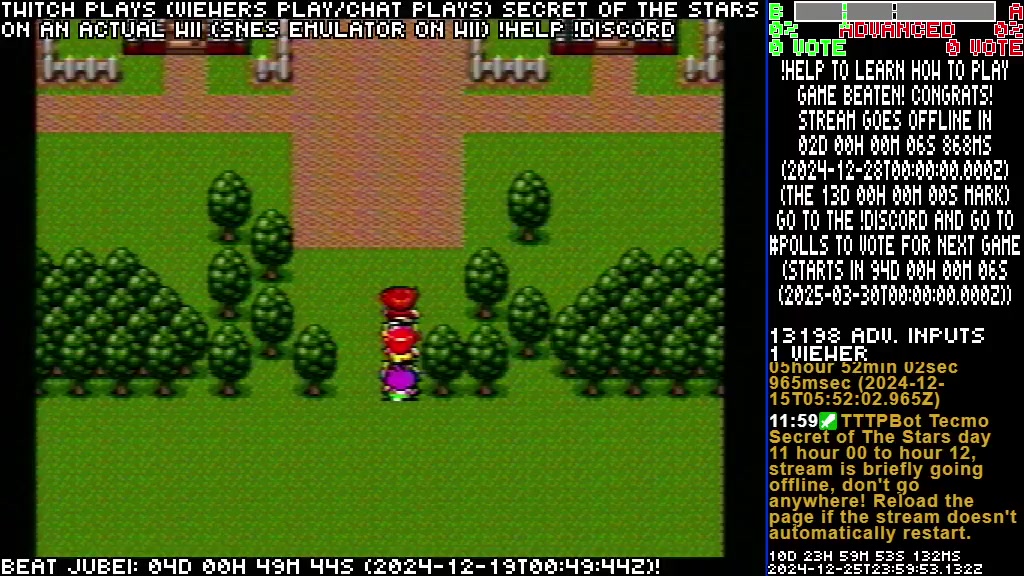 TWITCH PLAYS (VIEWERS PLAY/CHAT PLAYS) SECRET OF THE STARS
ON AN ACTUAL WII (SNES EMULATOR ON WII) !HELP !DISCORD
B A
0% ADVANCED 0%
0 VOTE 0 VOTE
!HELP TO LEARN HOW TO PLAY
GAME BEATEN! CONGRATS!
STREAM GOES OFFLINE IN
02D 00H 00M 06S 868MS
(2024-12-28T00:00:00.000Z)
(THE 13D 00H 00M 00S MARK)
GO TO THE !DISCORD AND GO TO
#POLLS TO VOTE FOR NEXT GAME
(STARTS IN 94D 00H 00M 06S
(2025-03-30T00:00:00.000Z))
13198 ADV. INPUTS
1 VIEWER
05hour 52min 02sec
965msec (2024-12-
15T05:52:02.965Z)
11:59 TTTPBot Tecmo
Secret of The Stars day
11 hour 00 to hour 12,
stream is briefly going
offline, don't go
anywhere! Reload the
page if the stream doesn't
automatically restart.
10D 23H 59M 53S 132MS
2024-12-25T23:59:53.132Z
BEAT JUBEI: 04D 00H 49M 44S (2024-12-19T00:49:44Z)!